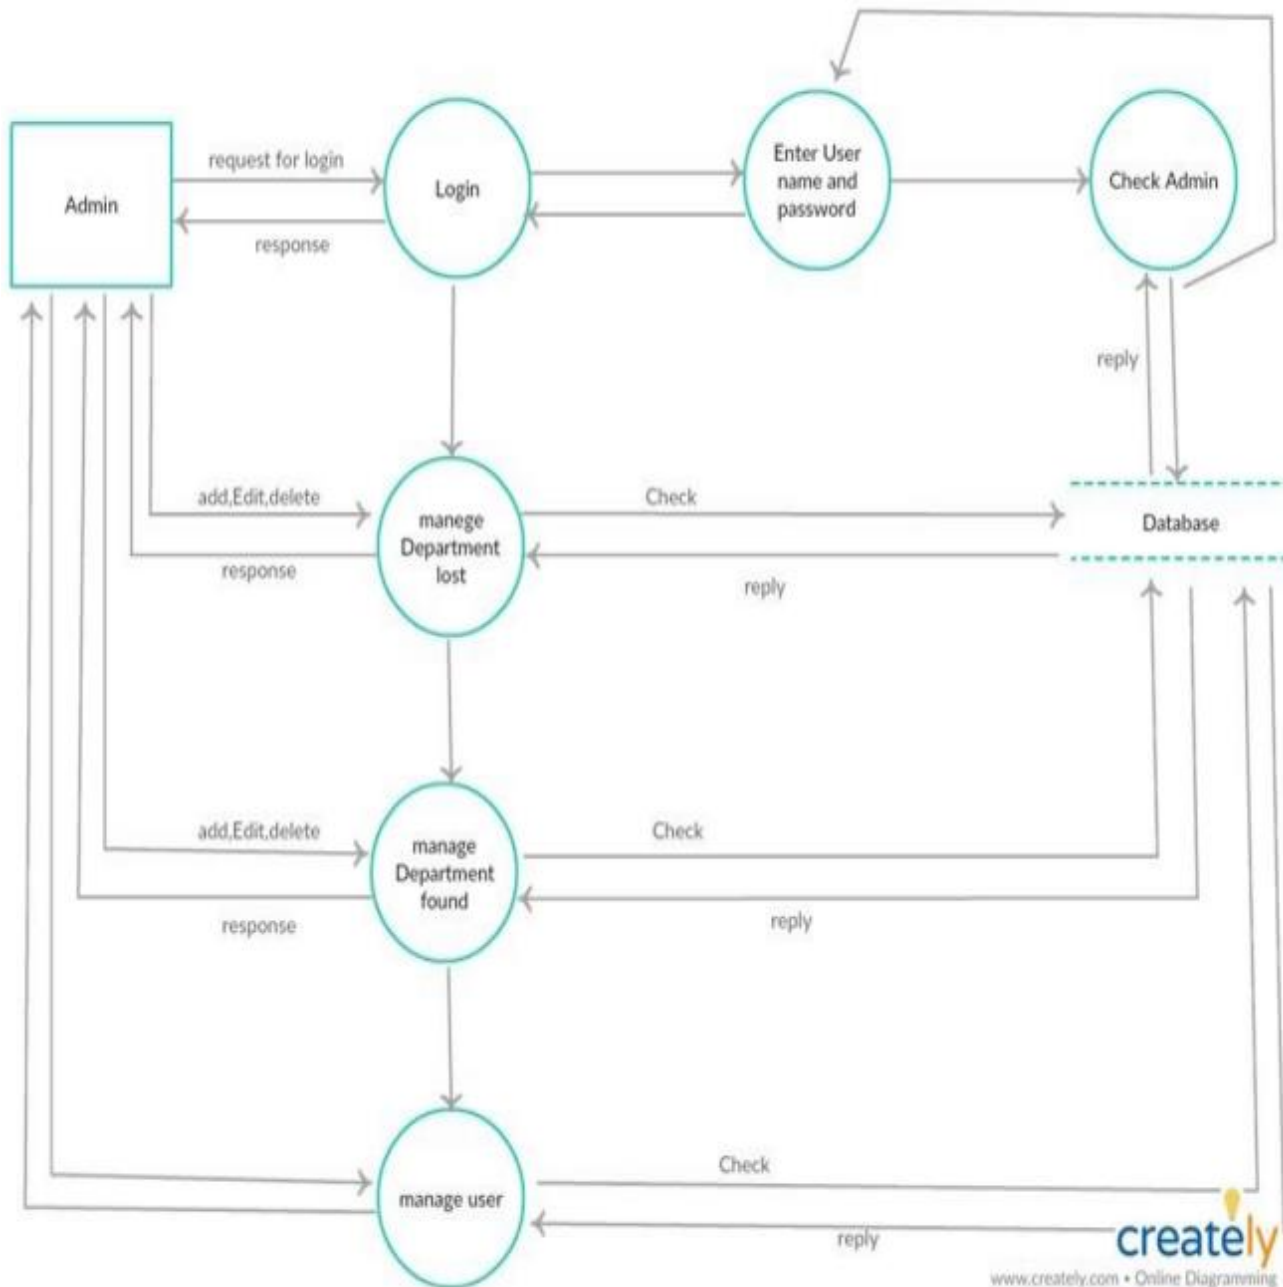 request for login
Admin
Login
response
Enter User
name and
password
Check Admin
reply
add,Edit,delete
response
manege
Department
lost
Check
reply
Database
add,Edit,delete
response
manage
Department
found
Check
reply
manage user
Check
reply
creately
www.creately.com • Online Diagramming